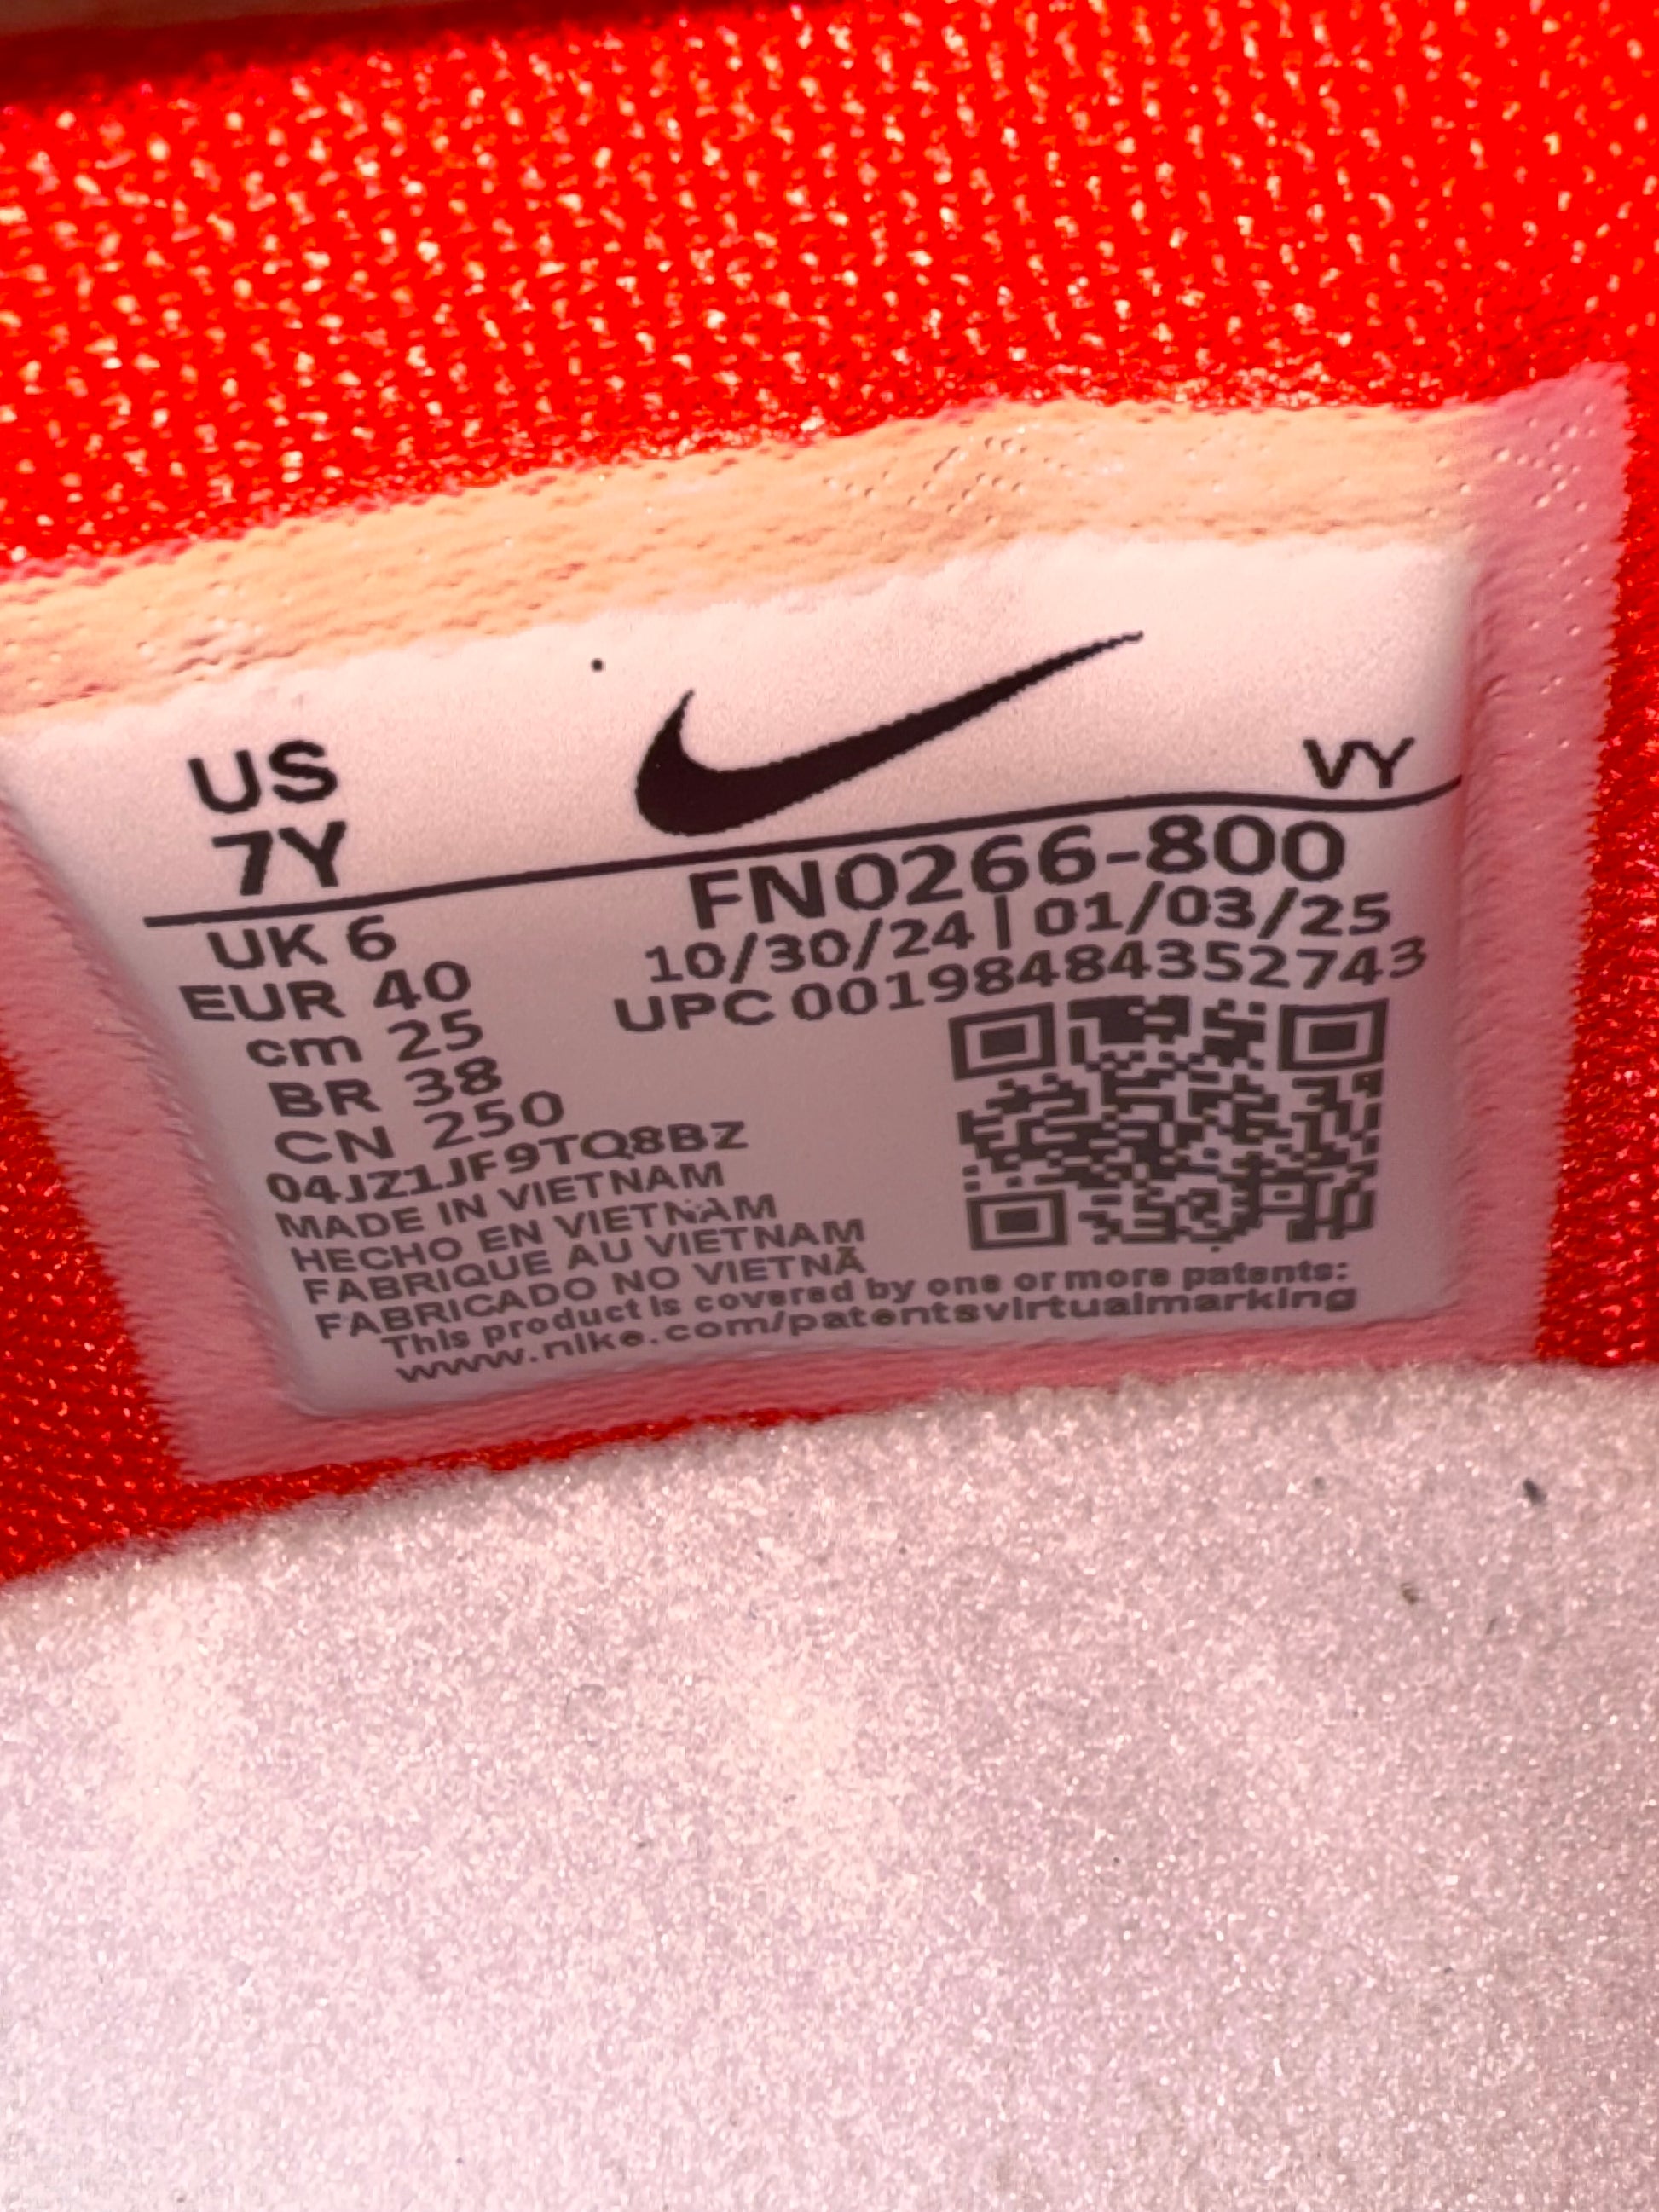 US
7Y
VY
UK 6
EUR 40
cm 25
BR 38
CN 250
FN0266-800
10/30/24 | 01/03/25
UPC 00198484352743
04JZ1JF9TQ8BZ
MADE IN VIETNAM
HECHO EN VIETNAM
FABRIQUE AU VIETNAM
FABRICADO NO VIETNÃ
This product is covered by one or more patents:
www.nike.com/patentsvirtualmarking